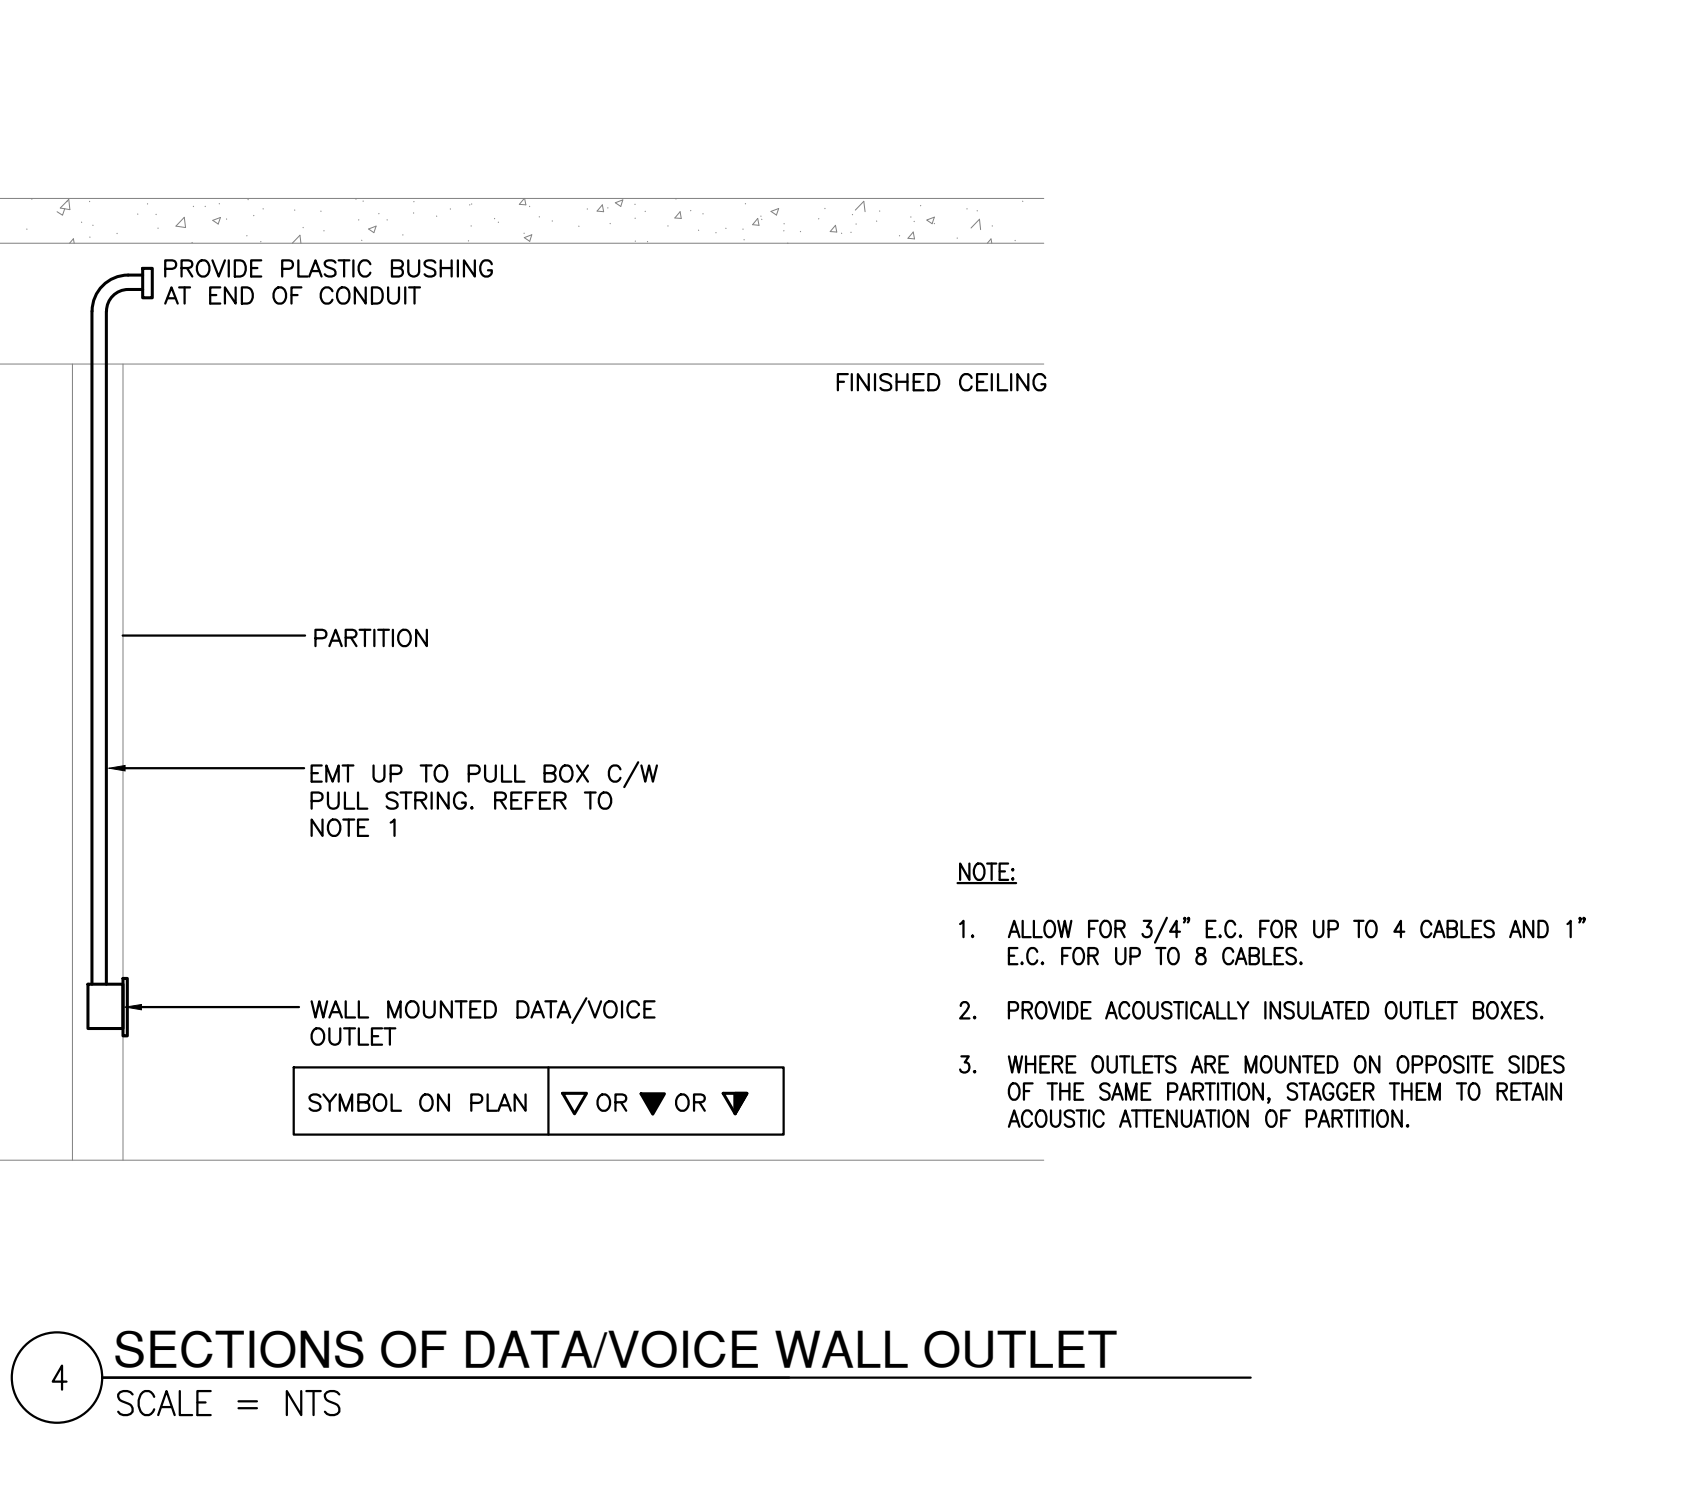 PROVIDE PLASTIC BUSHING
AT END OF CONDUIT
FINISHED CEILING
PARTITION
EMT UP TO PULL BOX C/W
PULL STRING. REFER TO
NOTE 1
WALL MOUNTED DATA/VOICE
OUTLET
SYMBOL ON PLAN
OR OR
NOTE:
1. ALLOW FOR 3/4” E.C. FOR UP TO 4 CABLES AND 1”
E.C. FOR UP TO 8 CABLES.
2. PROVIDE ACOUSTICALLY INSULATED OUTLET BOXES.
3. WHERE OUTLETS ARE MOUNTED ON OPPOSITE SIDES
OF THE SAME PARTITION, STAGGER THEM TO RETAIN
ACOUSTIC ATTENUATION OF PARTITION.
4 SECTIONS OF DATA/VOICE WALL OUTLET
SCALE = NTS